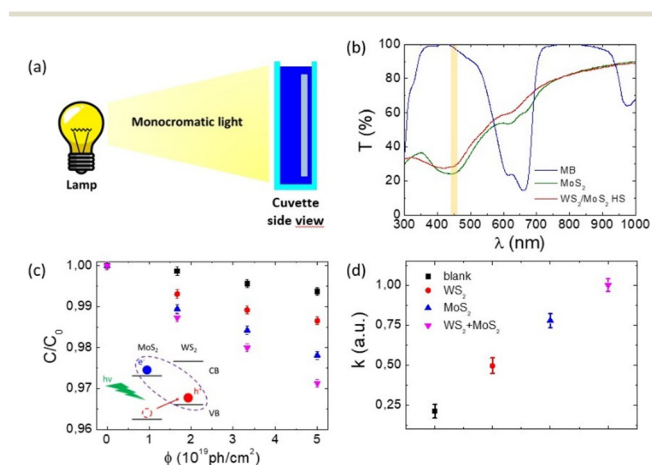 (a)
Monocromatic light
Lamp
Cuvette
side view
(b)
100
80
60
40
20
0
T (%)
MB
MoS2
WS2/MoS2 HS
300 400 500 600 700 800 900 1000
λ (nm)
(c)
1,00
0,99
0,98
0,97
0,96
C/C0
MoS2 WS2
e-
CB
hν
h+
VB
0 1 2 3 4 5
ϕ (10^19 ph/cm^2)
(d)
blank
WS2
MoS2
WS2+MoS2
1.00
0.75
0.50
0.25
k (a.u.)